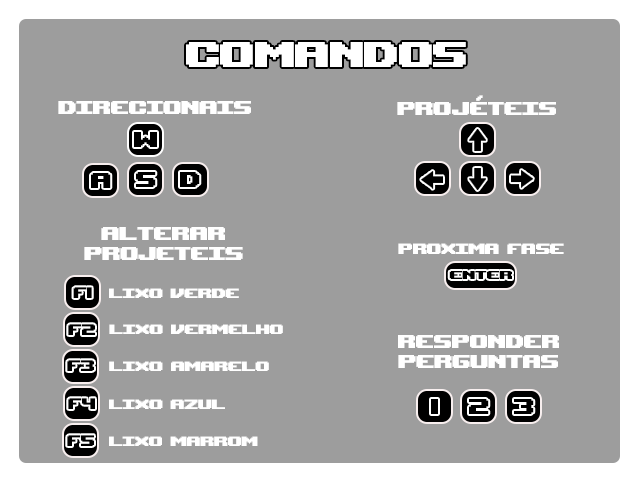 COMANDOS
DIRECIONAIS
W
A S D
ALTERAR
PROJETEIS
F1 LIXO VERDE
F2 LIXO VERMELHO
F3 LIXO AMARELO
F4 LIXO AZUL
F5 LIXO MARROM
PROJÉTEIS
PROXIMA FASE
ENTER
RESPONDER
PERGUNTAS
1 2 3